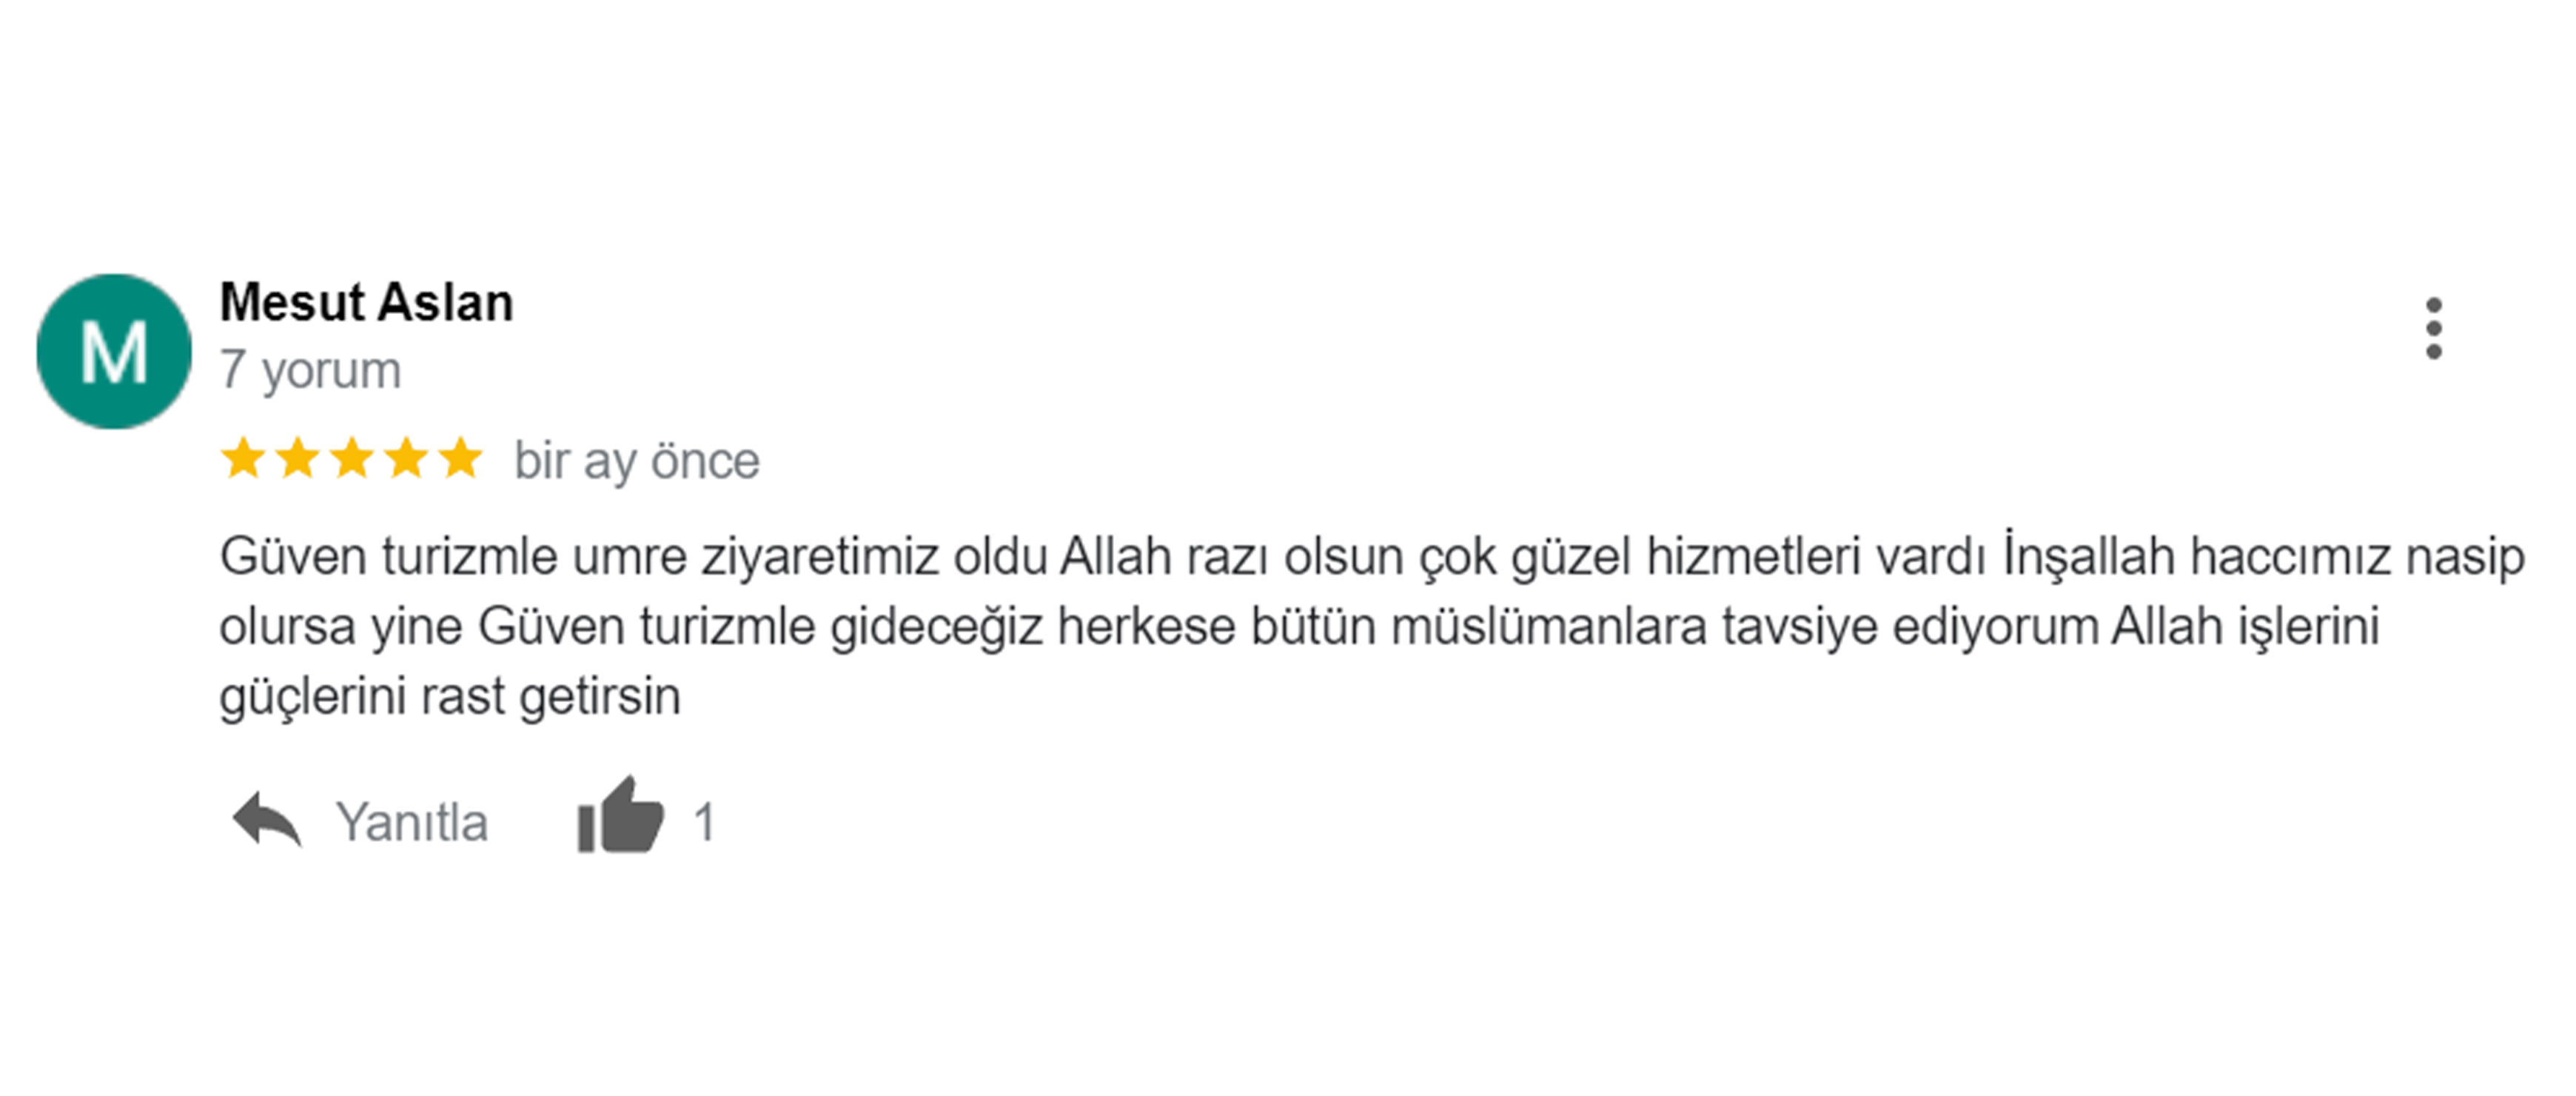 M
Mesut Aslan
7 yorum
bir ay önce
Güven turizmle umre ziyaretimiz oldu Allah razı olsun çok güzel hizmetleri vardı İnşallah haccımız nasip
olursa yine Güven turizmle gideceğiz herkese bütün müslümanlara tavsiye ediyorum Allah işlerini
güçlerini rast getirsin
Yanıtla 1